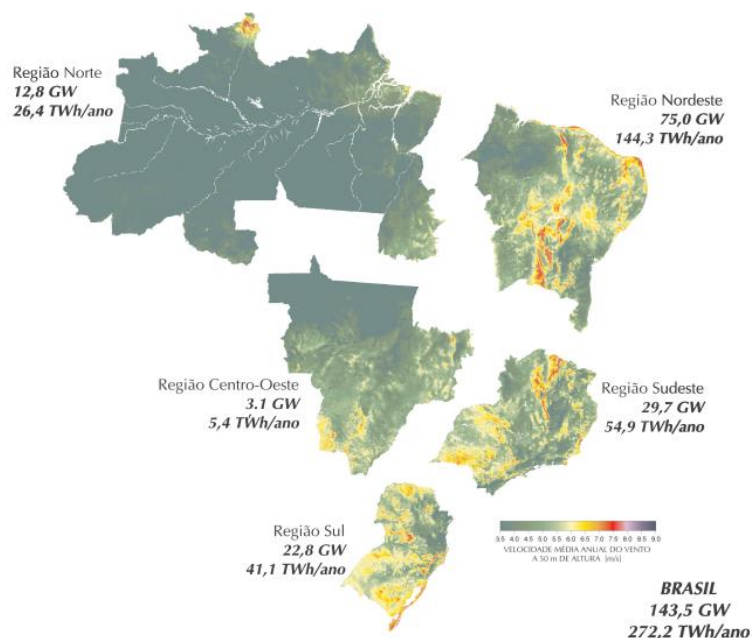 Região Norte
12,8 GW
26,4 TWh/ano
Região Nordeste
75,0 GW
144,3 TWh/ano
Região Centro-Oeste
3.1 GW
5,4 TWh/ano
Região Sudeste
29,7 GW
54,9 TWh/ano
Região Sul
22,8 GW
41,1 TWh/ano
3.5 4.0 4.5 5.0 5.5 6.0 6.5 7.0 7.5 8.0 8.5 9.0
VELOCIDADE MÉDIA ANUAL DO VENTO
A 50 m DE ALTURA [m/s]
BRASIL
143,5 GW
272,2 TWh/ano